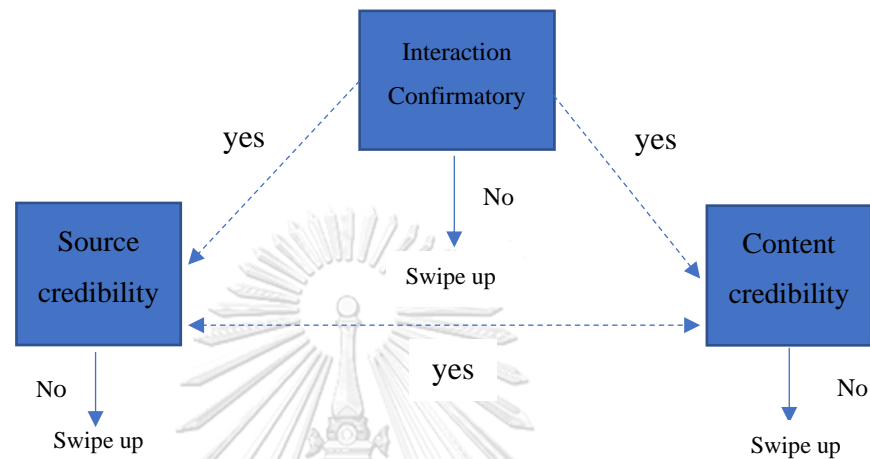 Interaction
Confirmatory
yes
yes
No
Source
credibility
Content
credibility
Swipe up
yes
No
No
Swipe up
Swipe up